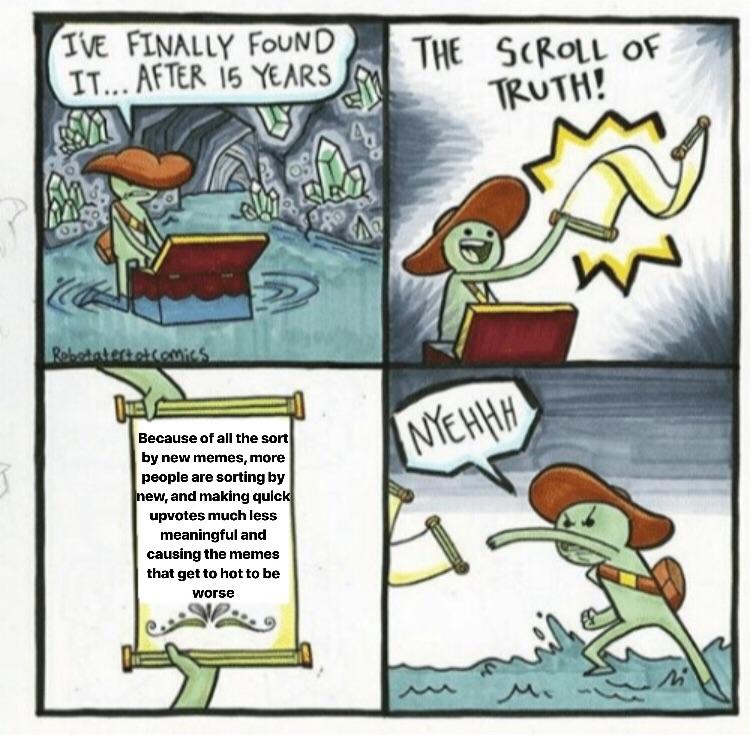 I'VE FINALLY FOUND
IT... AFTER 15 YEARS
THE SCROLL OF
TRUTH!
Robotatertotcomics
Because of all the sort
by new memes, more
people are sorting by
new, and making quick
upvotes much less
meaningful and
causing the memes
that get to hot to be
worse
NYEHHH